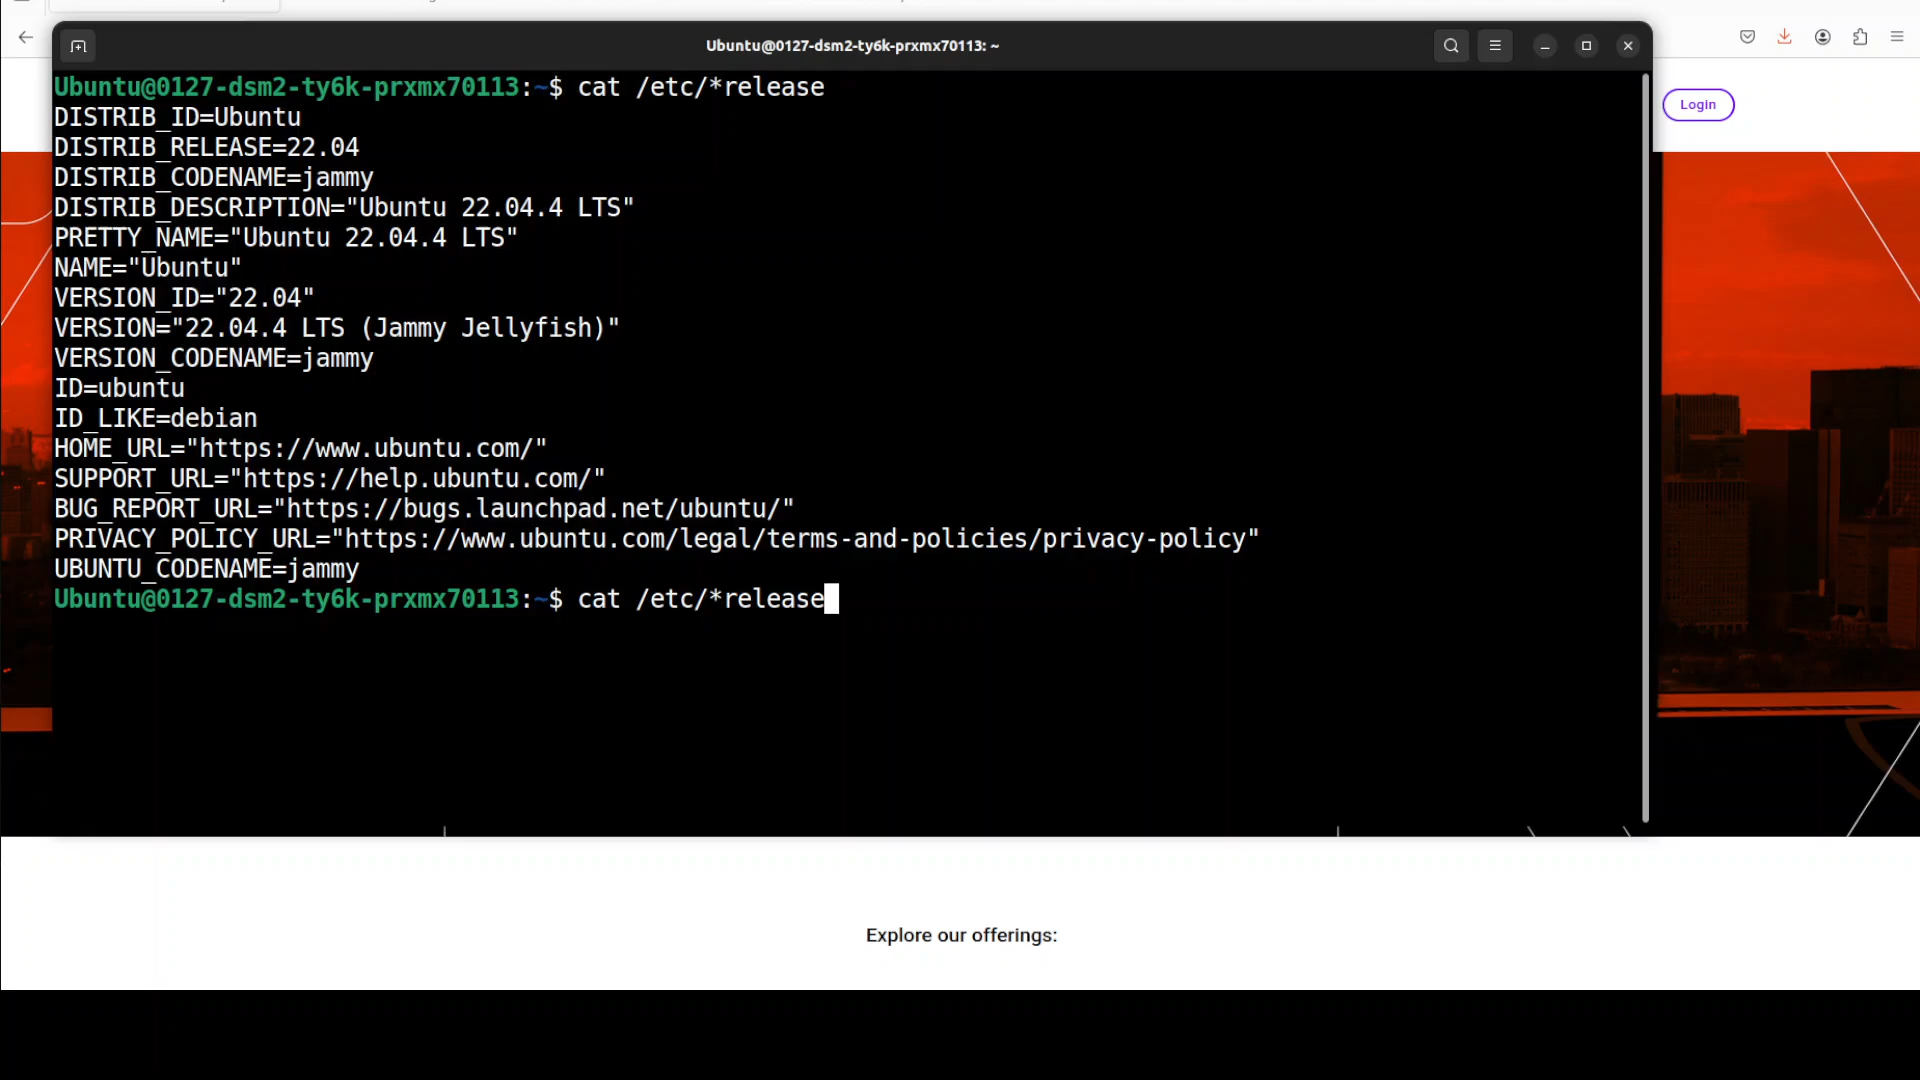 Ubuntu@0127-dsm2-ty6k-prxmx70113: ~
Ubuntu@0127-dsm2-ty6k-prxmx70113:~$ cat /etc/*release
Login
DISTRIB_ID=Ubuntu
DISTRIB_RELEASE=22.04
DISTRIB_CODENAME=jammy
DISTRIB_DESCRIPTION="Ubuntu 22.04.4 LTS"
PRETTY_NAME="Ubuntu 22.04.4 LTS"
NAME="Ubuntu"
VERSION_ID="22.04"
VERSION="22.04.4 LTS (Jammy Jellyfish)"
VERSION_CODENAME=jammy
ID=ubuntu
ID_LIKE=debian
HOME_URL="https://www.ubuntu.com/"
SUPPORT_URL="https://help.ubuntu.com/"
BUG_REPORT_URL="https://bugs.launchpad.net/ubuntu/"
PRIVACY_POLICY_URL="https://www.ubuntu.com/legal/terms-and-policies/privacy-policy"
UBUNTU_CODENAME=jammy
Ubuntu@0127-dsm2-ty6k-prxmx70113:~$ cat /etc/*release
Explore our offerings: